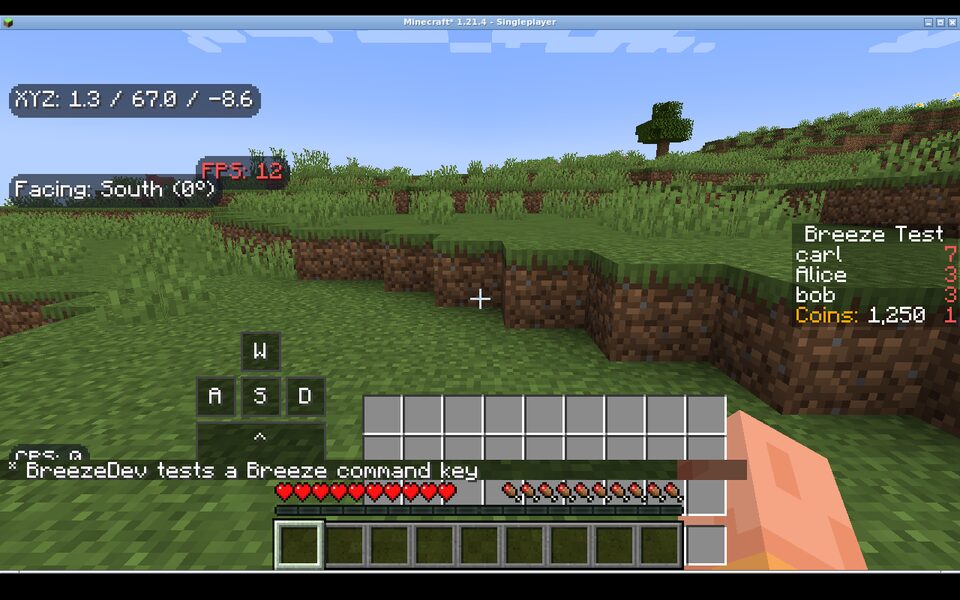 Minecraft* 1.21.4 - Singleplayer
XYZ: 1.3 / 67.0 / -8.6
FPS: 12
Facing: South (0°)
Breeze Test
carl 7
Alice 3
bob 3
Coins: 1,250 1
W
A S D
^
CPS: 0
* BreezeDev tests a Breeze command key